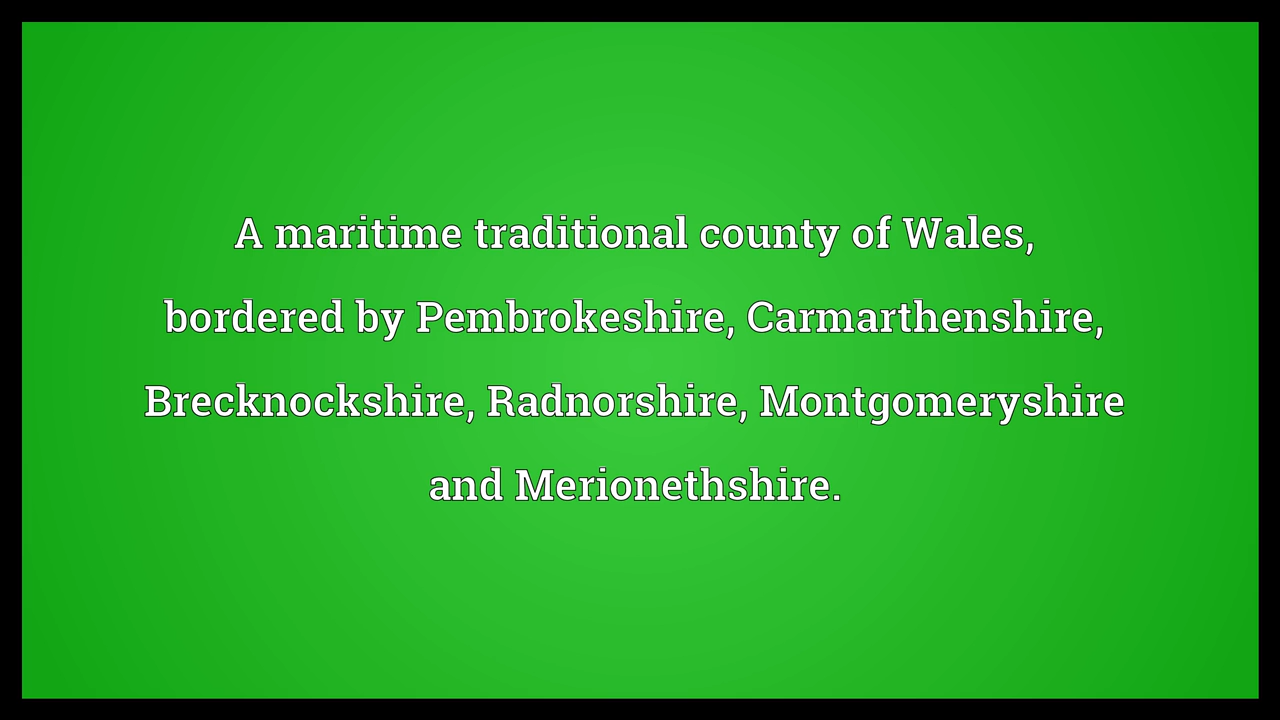 A maritime traditional county of Wales,
bordered by Pembrokeshire, Carmarthenshire,
Brecknockshire, Radnorshire, Montgomeryshire
and Merionethshire.